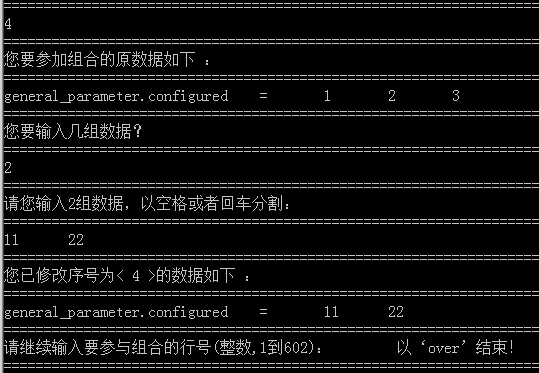 4
您要参加组合的原数据如下 :
general_parameter.configured = 1 2 3
您要输入几组数据?
2
请您输入2组数据, 以空格或者回车分割:
11 22
您已修改序号为< 4 >的数据如下 :
general_parameter.configured = 11 22
请继续输入要参与组合的行号(整数,1到602): 以‘over’结束!